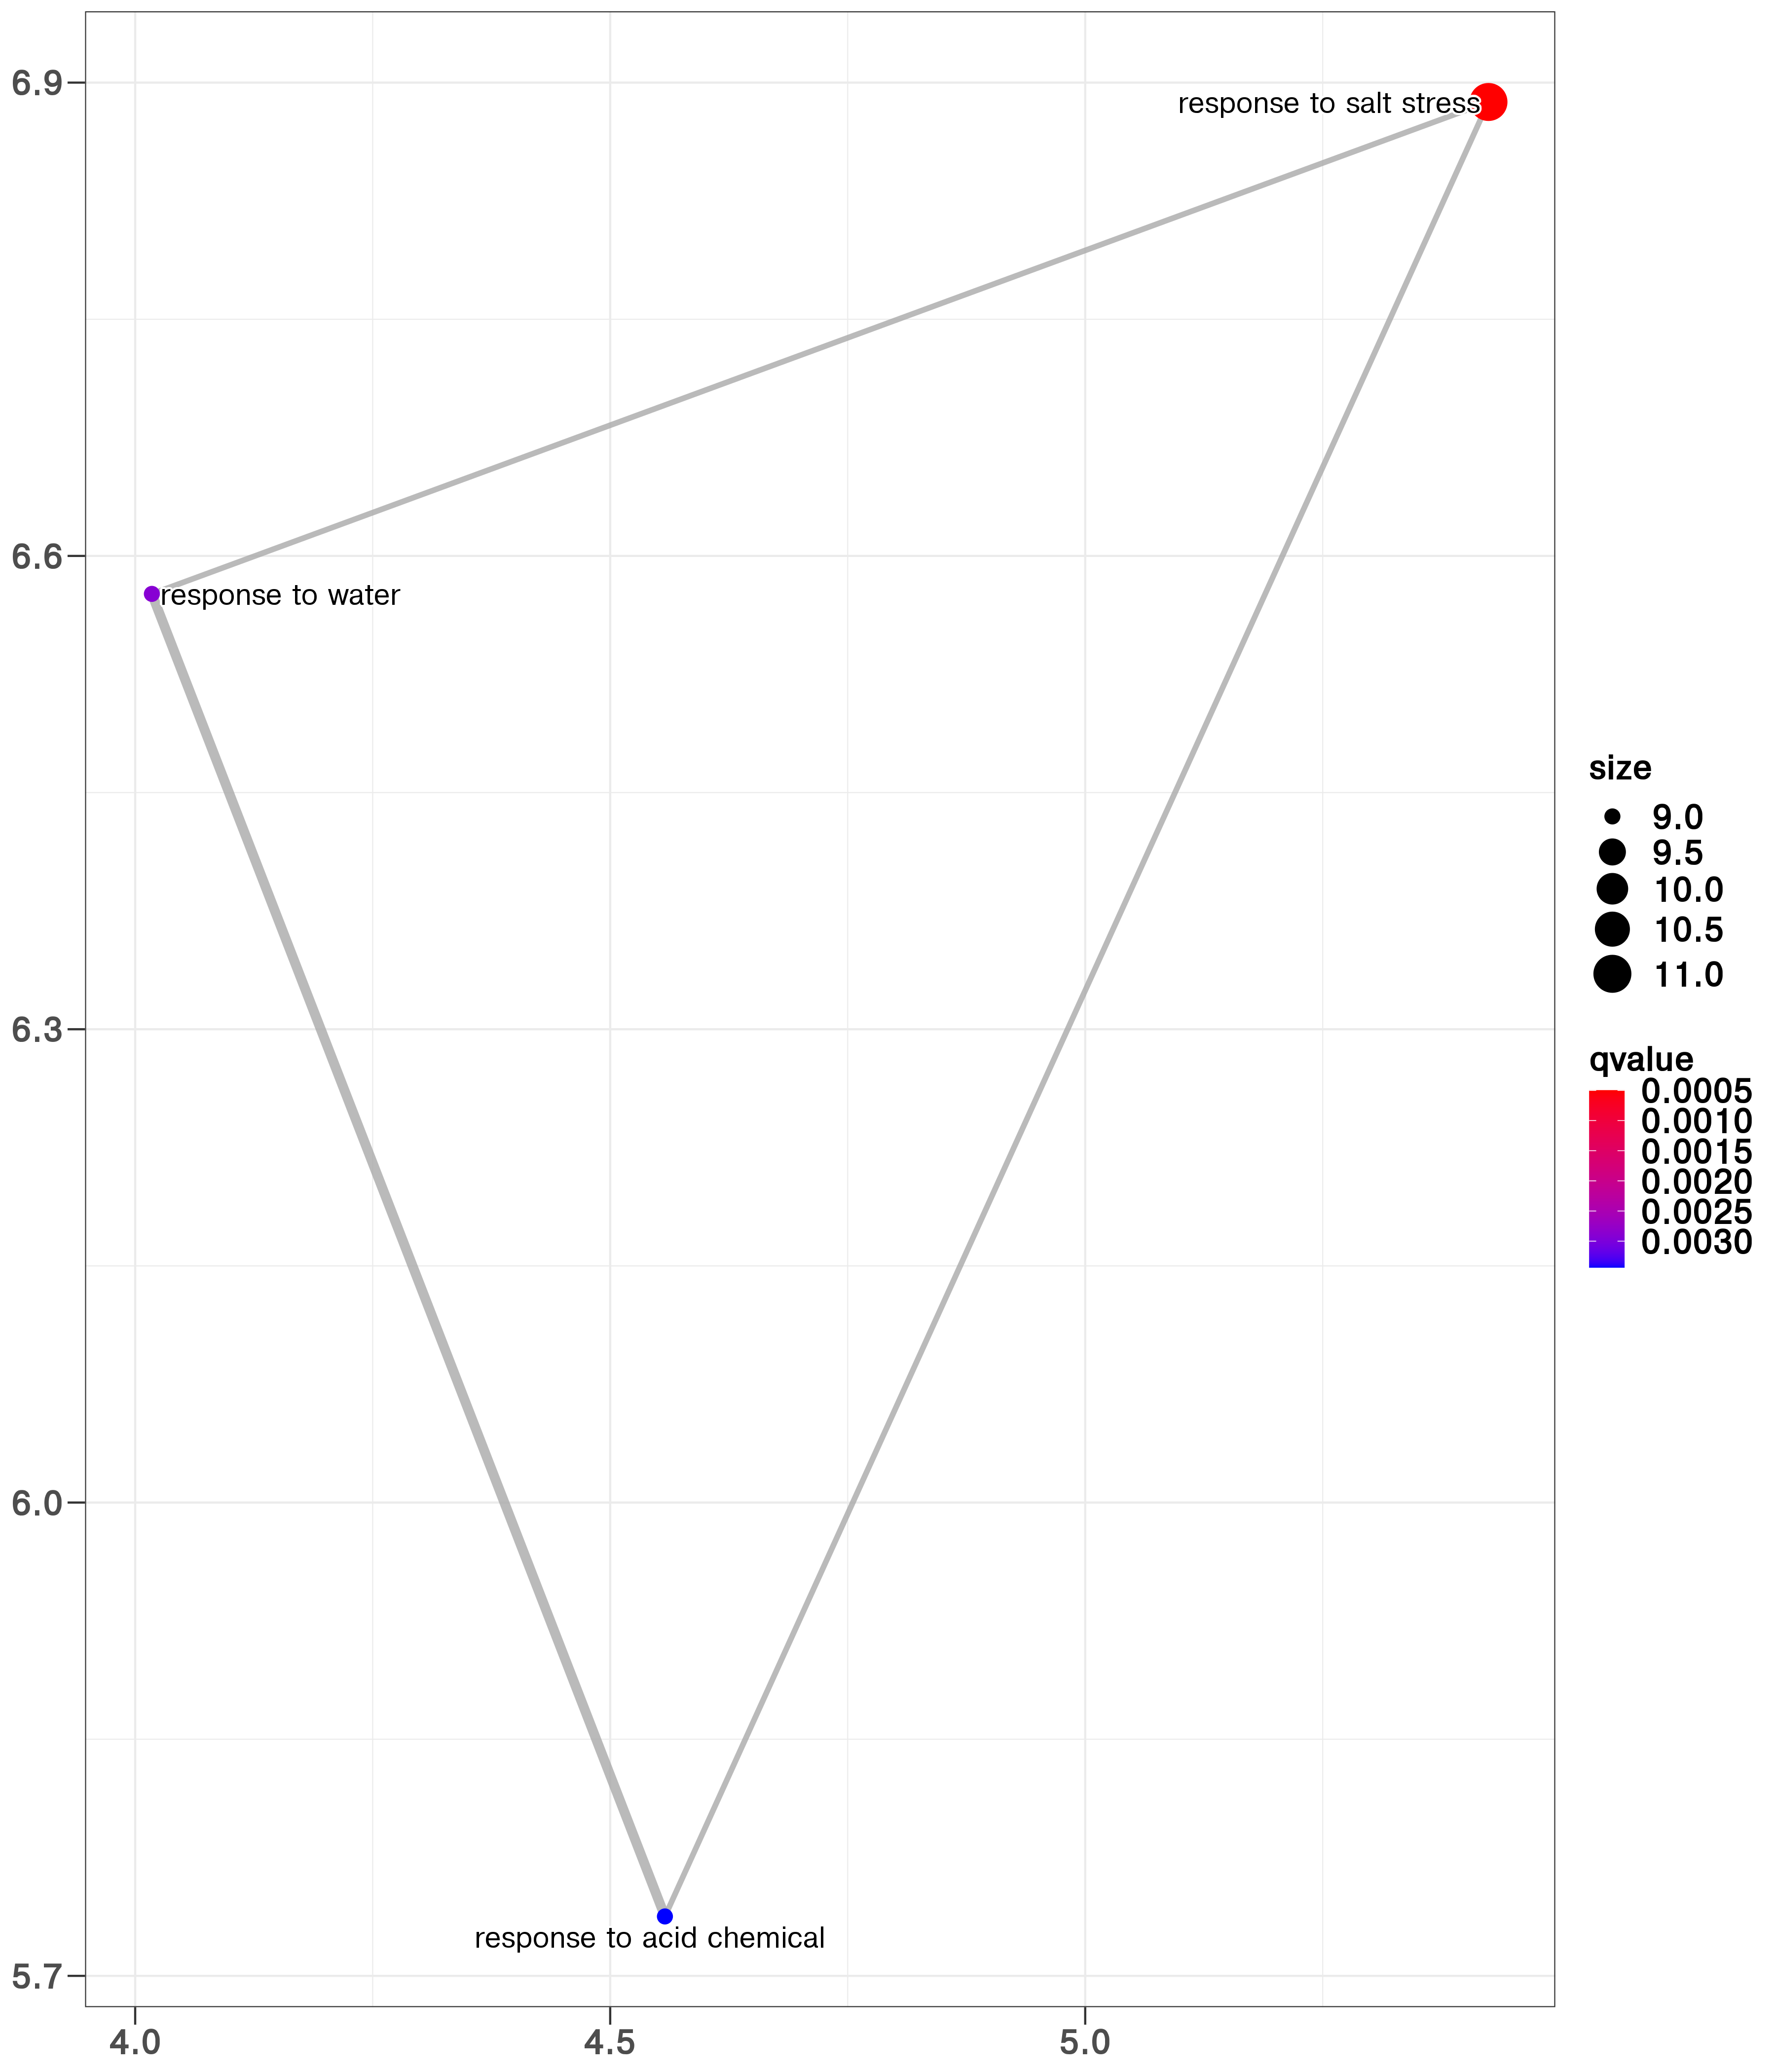 6.9
response to salt stress
6.6
response to water
6.3
6.0
response to acid chemical
5.7
4.0 4.5 5.0
size
9.0
9.5
10.0
10.5
11.0
qvalue
0.0005
0.0010
0.0015
0.0020
0.0025
0.0030